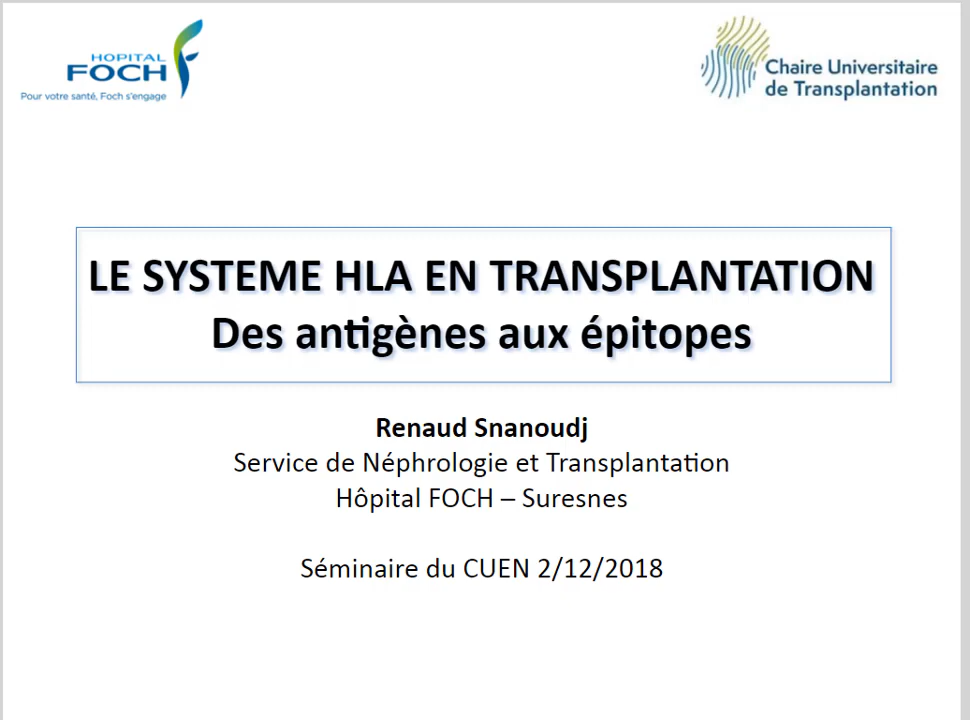 HOPITAL
FOCH
Pour votre santé, Foch s'engage
Chaire Universitaire
de Transplantation
LE SYSTEME HLA EN TRANSPLANTATION
Des antigènes aux épitopes
Renaud Snanoudj
Service de Néphrologie et Transplantation
Hôpital FOCH – Suresnes
Séminaire du CUEN 2/12/2018